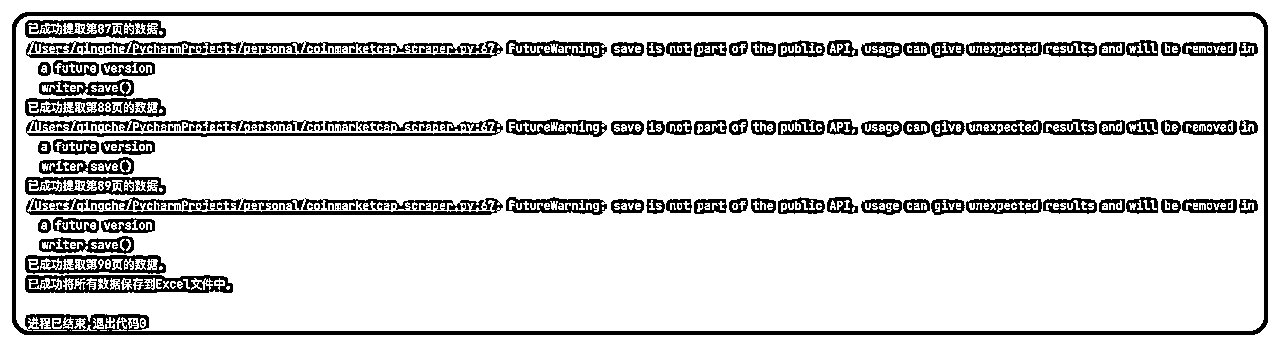 已成功提取第87页的数据。
/Users/qingche/PycharmProjects/personal/coinmarketcap_scraper.py:67: FutureWarning: save is not part of the public API, usage can give unexpected results and will be removed in
a future version
writer.save()
已成功提取第88页的数据。
/Users/qingche/PycharmProjects/personal/coinmarketcap_scraper.py:67: FutureWarning: save is not part of the public API, usage can give unexpected results and will be removed in
a future version
writer.save()
已成功提取第89页的数据。
/Users/qingche/PycharmProjects/personal/coinmarketcap_scraper.py:67: FutureWarning: save is not part of the public API, usage can give unexpected results and will be removed in
a future version
writer.save()
已成功提取第90页的数据。
已成功将所有数据保存到Excel文件中。
进程已结束,退出代码0